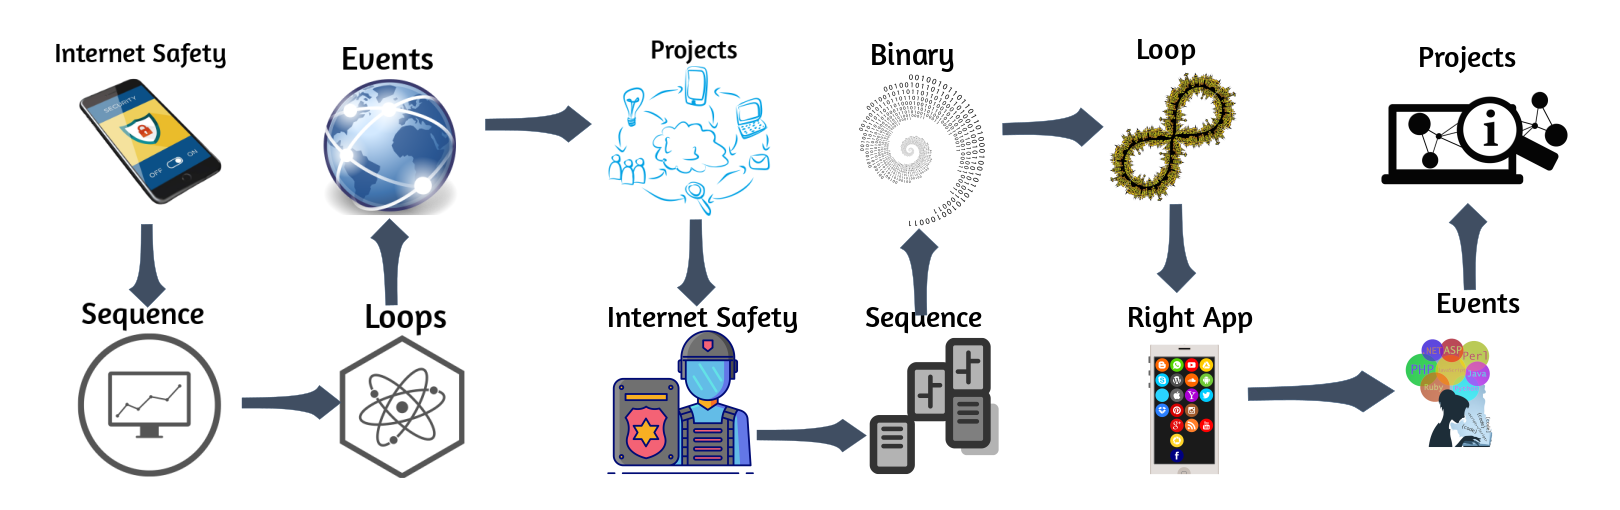 Internet Safety
Events
Projects
Binary
Loop
Projects
SECURITY
OFF
ON
i
Sequence
Loops
Internet Safety
Sequence
Right App
Events
.NET
ASP
Perl
PHP
Java
Ruby